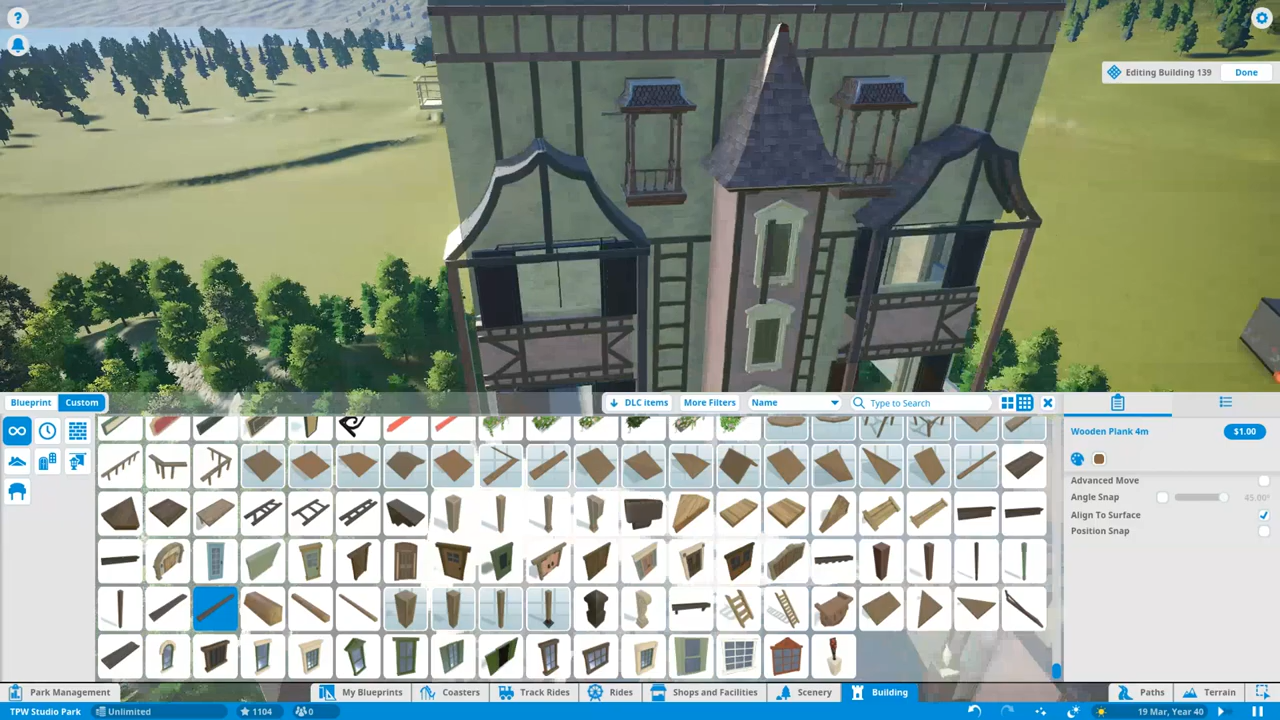 ?
Editing Building 139
Done
Blueprint
Custom
DLC items
More Filters
Name
Type to Search
Wooden Plank 4m
$1.00
Advanced Move
Angle Snap
45.00°
Align To Surface
Position Snap
Park Management
My Blueprints
Coasters
Track Rides
Rides
Shops and Facilities
Scenery
Building
Paths
Terrain
TPW Studio Park
Unlimited
1104
0
19 Mar, Year 40